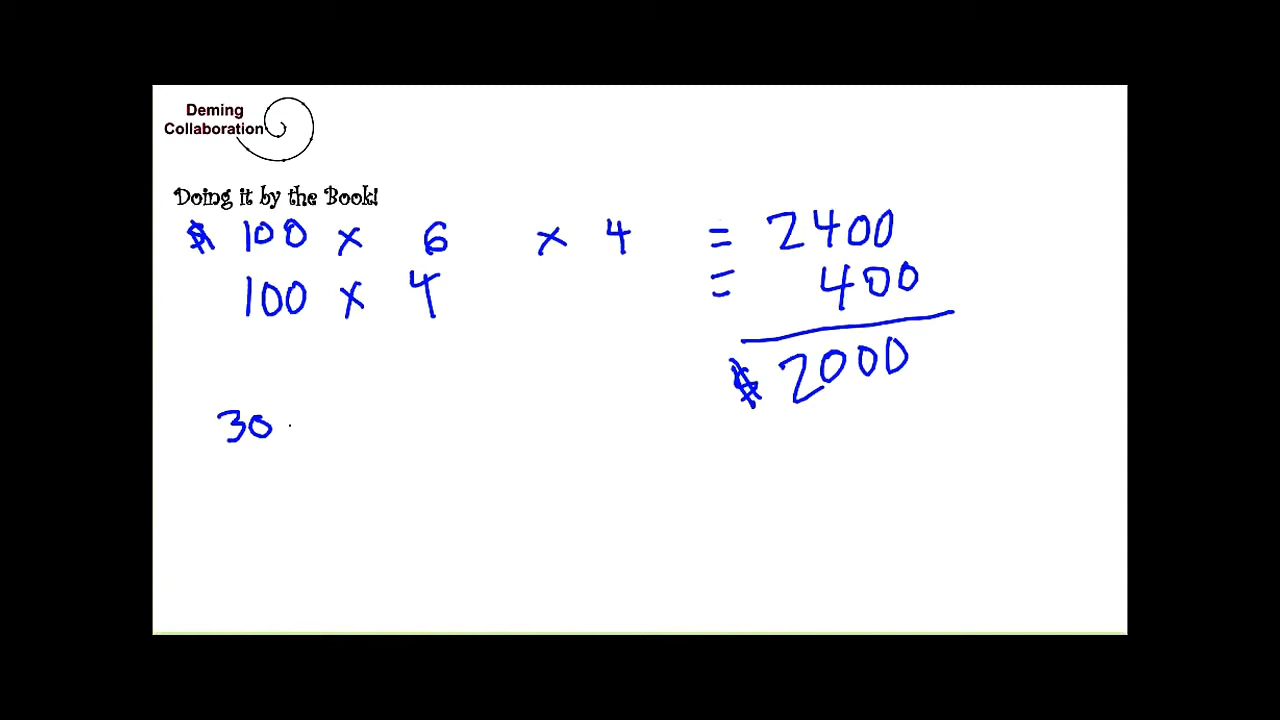 Deming
Collaboration
Doing it by the Book!
$ 100 x 6 x 4 = 2400
100 x 4 = 400
$ 2000
30